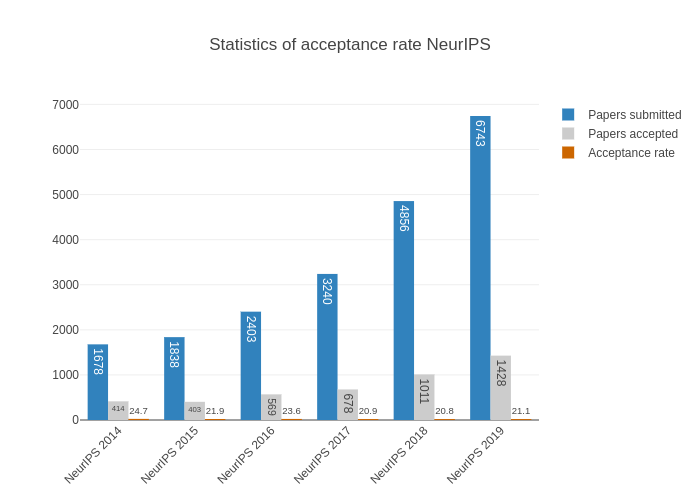 Statistics of acceptance rate NeurIPS
7000
6000
5000
4000
3000
2000
1000
0
1678
414
24.7
1838
403
21.9
2403
569
23.6
3240
678
20.9
4856
1011
20.8
6743
1428
21.1
NeurIPS 2014
NeurIPS 2015
NeurIPS 2016
NeurIPS 2017
NeurIPS 2018
NeurIPS 2019
Papers submitted
Papers accepted
Acceptance rate